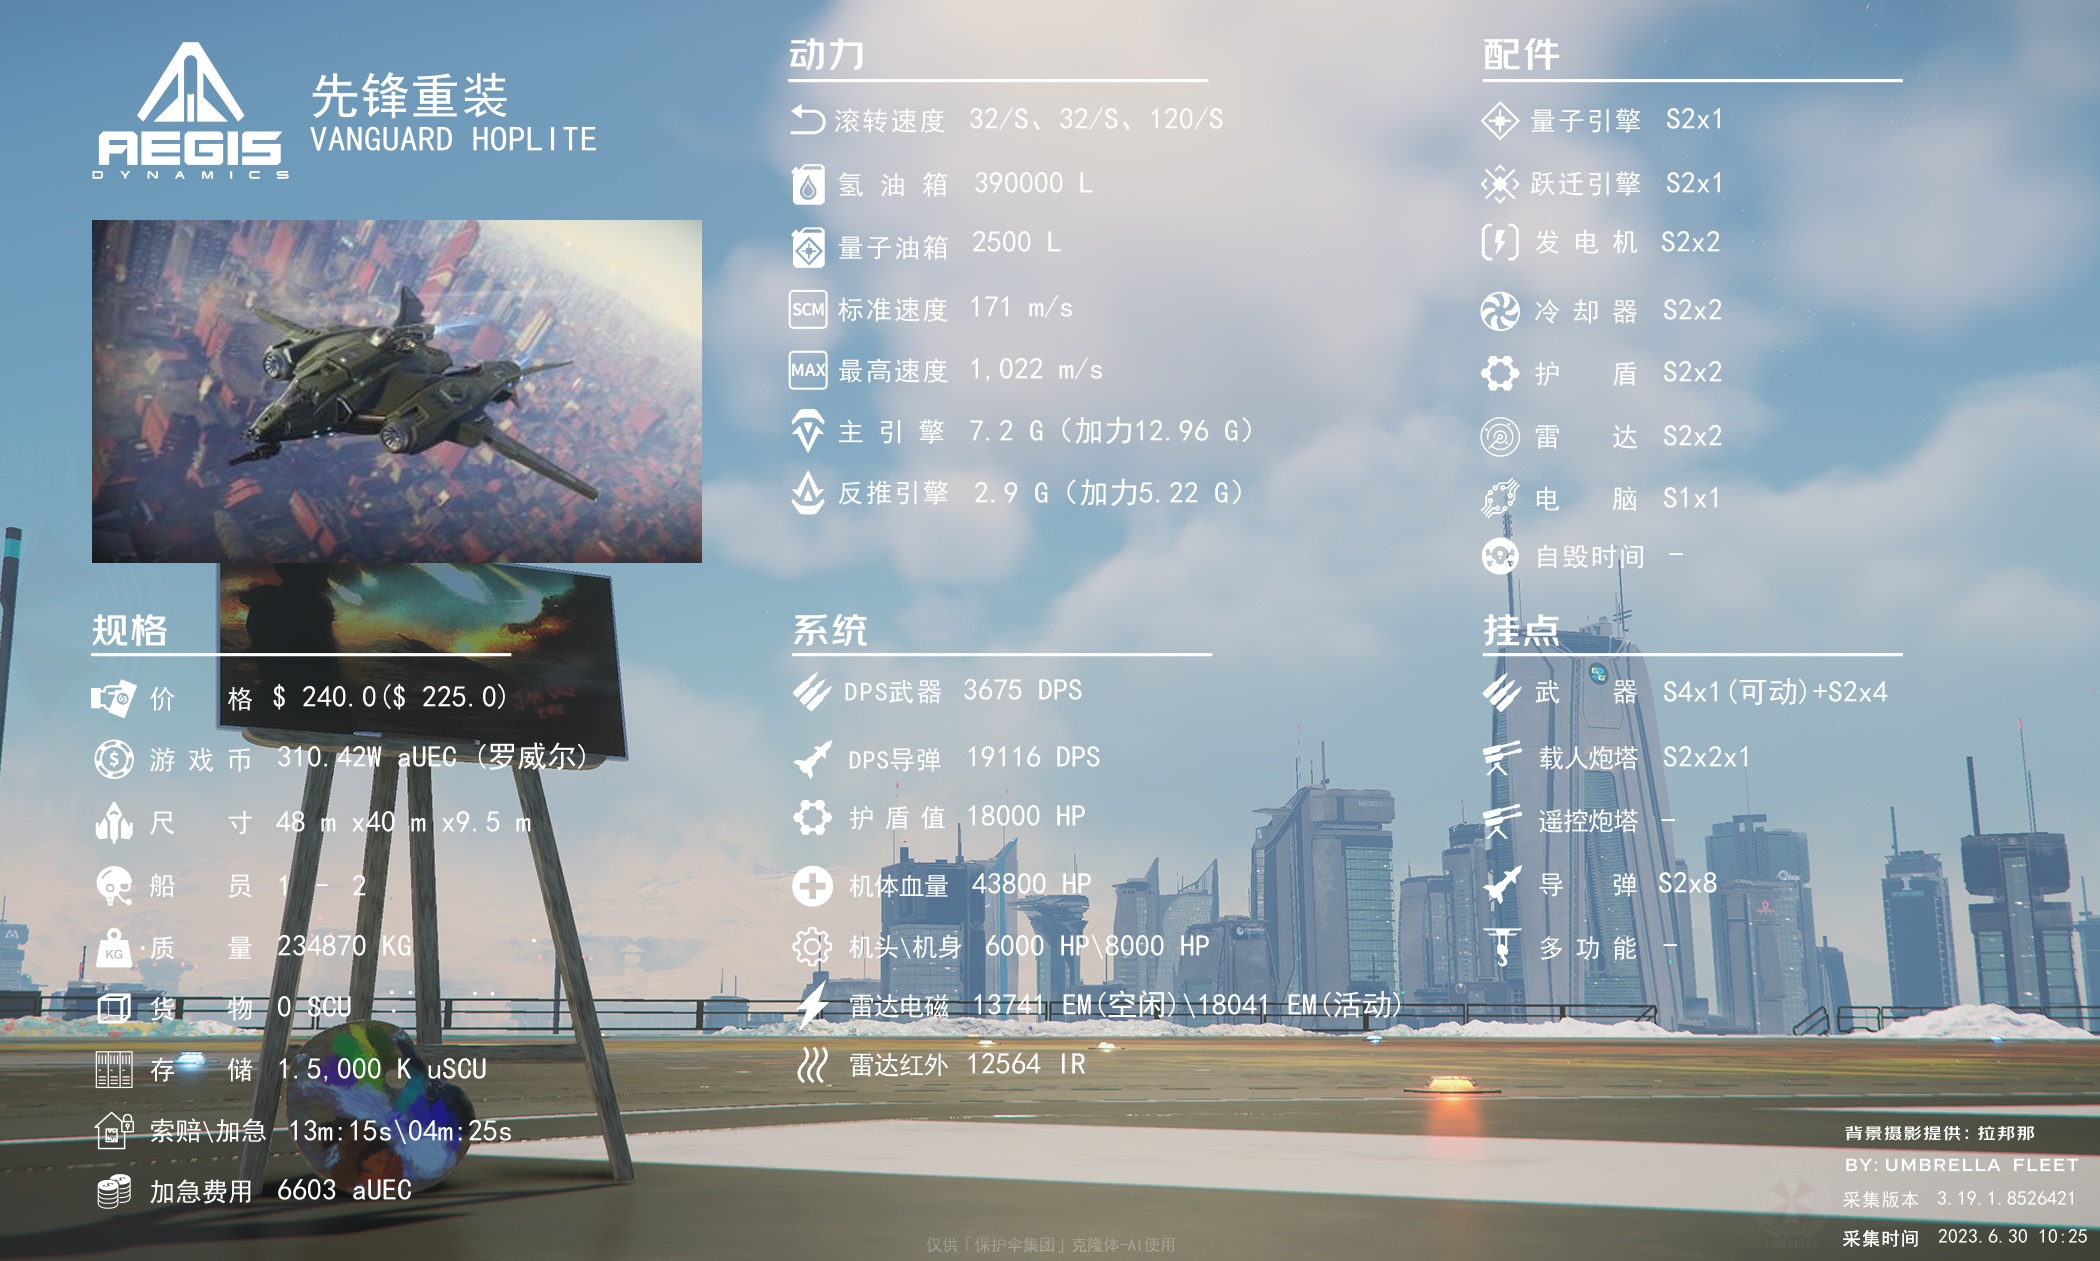 AEGIS
DYNAMICS
先锋重装
VANGUARD HOPLITE
动力
滚转速度 32/S、32/S、120/S
氢油箱 390000 L
量子油箱 2500 L
SCM 标准速度 171 m/s
MAX 最高速度 1,022 m/s
主引擎 7.2 G（加力12.96 G）
反推引擎 2.9 G（加力5.22 G）
配件
量子引擎 S2x1
跃迁引擎 S2x1
发电机 S2x2
冷却器 S2x2
护盾 S2x2
雷达 S2x2
电脑 S1x1
自毁时间 -
规格
价格 $ 240.0($ 225.0)
游戏币 310.42W aUEC (罗威尔)
尺寸 48 m x40 m x9.5 m
船员 1 - 2
KG 质量 234870 KG
货物 0 SCU
存储 1.5,000 K uSCU
索赔\加急 13m:15s\04m:25s
加急费用 6603 aUEC
系统
DPS武器 3675 DPS
DPS导弹 19116 DPS
护盾值 18000 HP
机体血量 43800 HP
机头\机身 6000 HP\8000 HP
雷达电磁 13741 EM(空闲)\18041 EM(活动)
雷达红外 12564 IR
挂点
武器 S4x1(可动)+S2x4
载人炮塔 S2x2x1
遥控炮塔 -
导弹 S2x8
多功能 -
背景摄影提供：拉邦那
BY: UMBRELLA FLEET
采集版本 3.19.1.8526421
采集时间 2023.6.30 10:25
仅供「保护伞集团」克隆体-AI使用